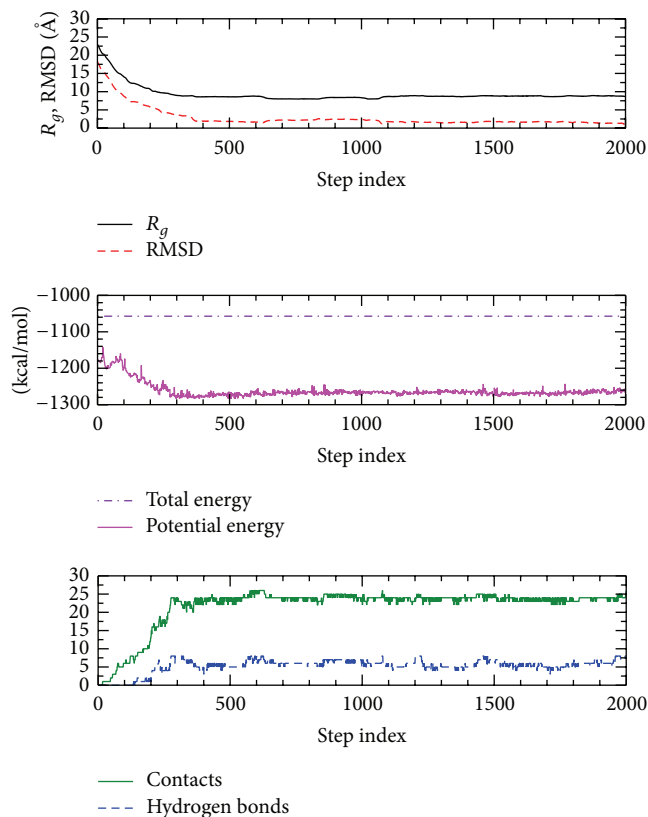 30
25
20
15
10
5
0
R_g, RMSD (Å)
0 500 1000 1500 2000
Step index
R_g
RMSD
−1000
−1100
−1200
−1300
(kcal/mol)
0 500 1000 1500 2000
Step index
Total energy
Potential energy
30
25
20
15
10
5
0
0 500 1000 1500 2000
Step index
Contacts
Hydrogen bonds